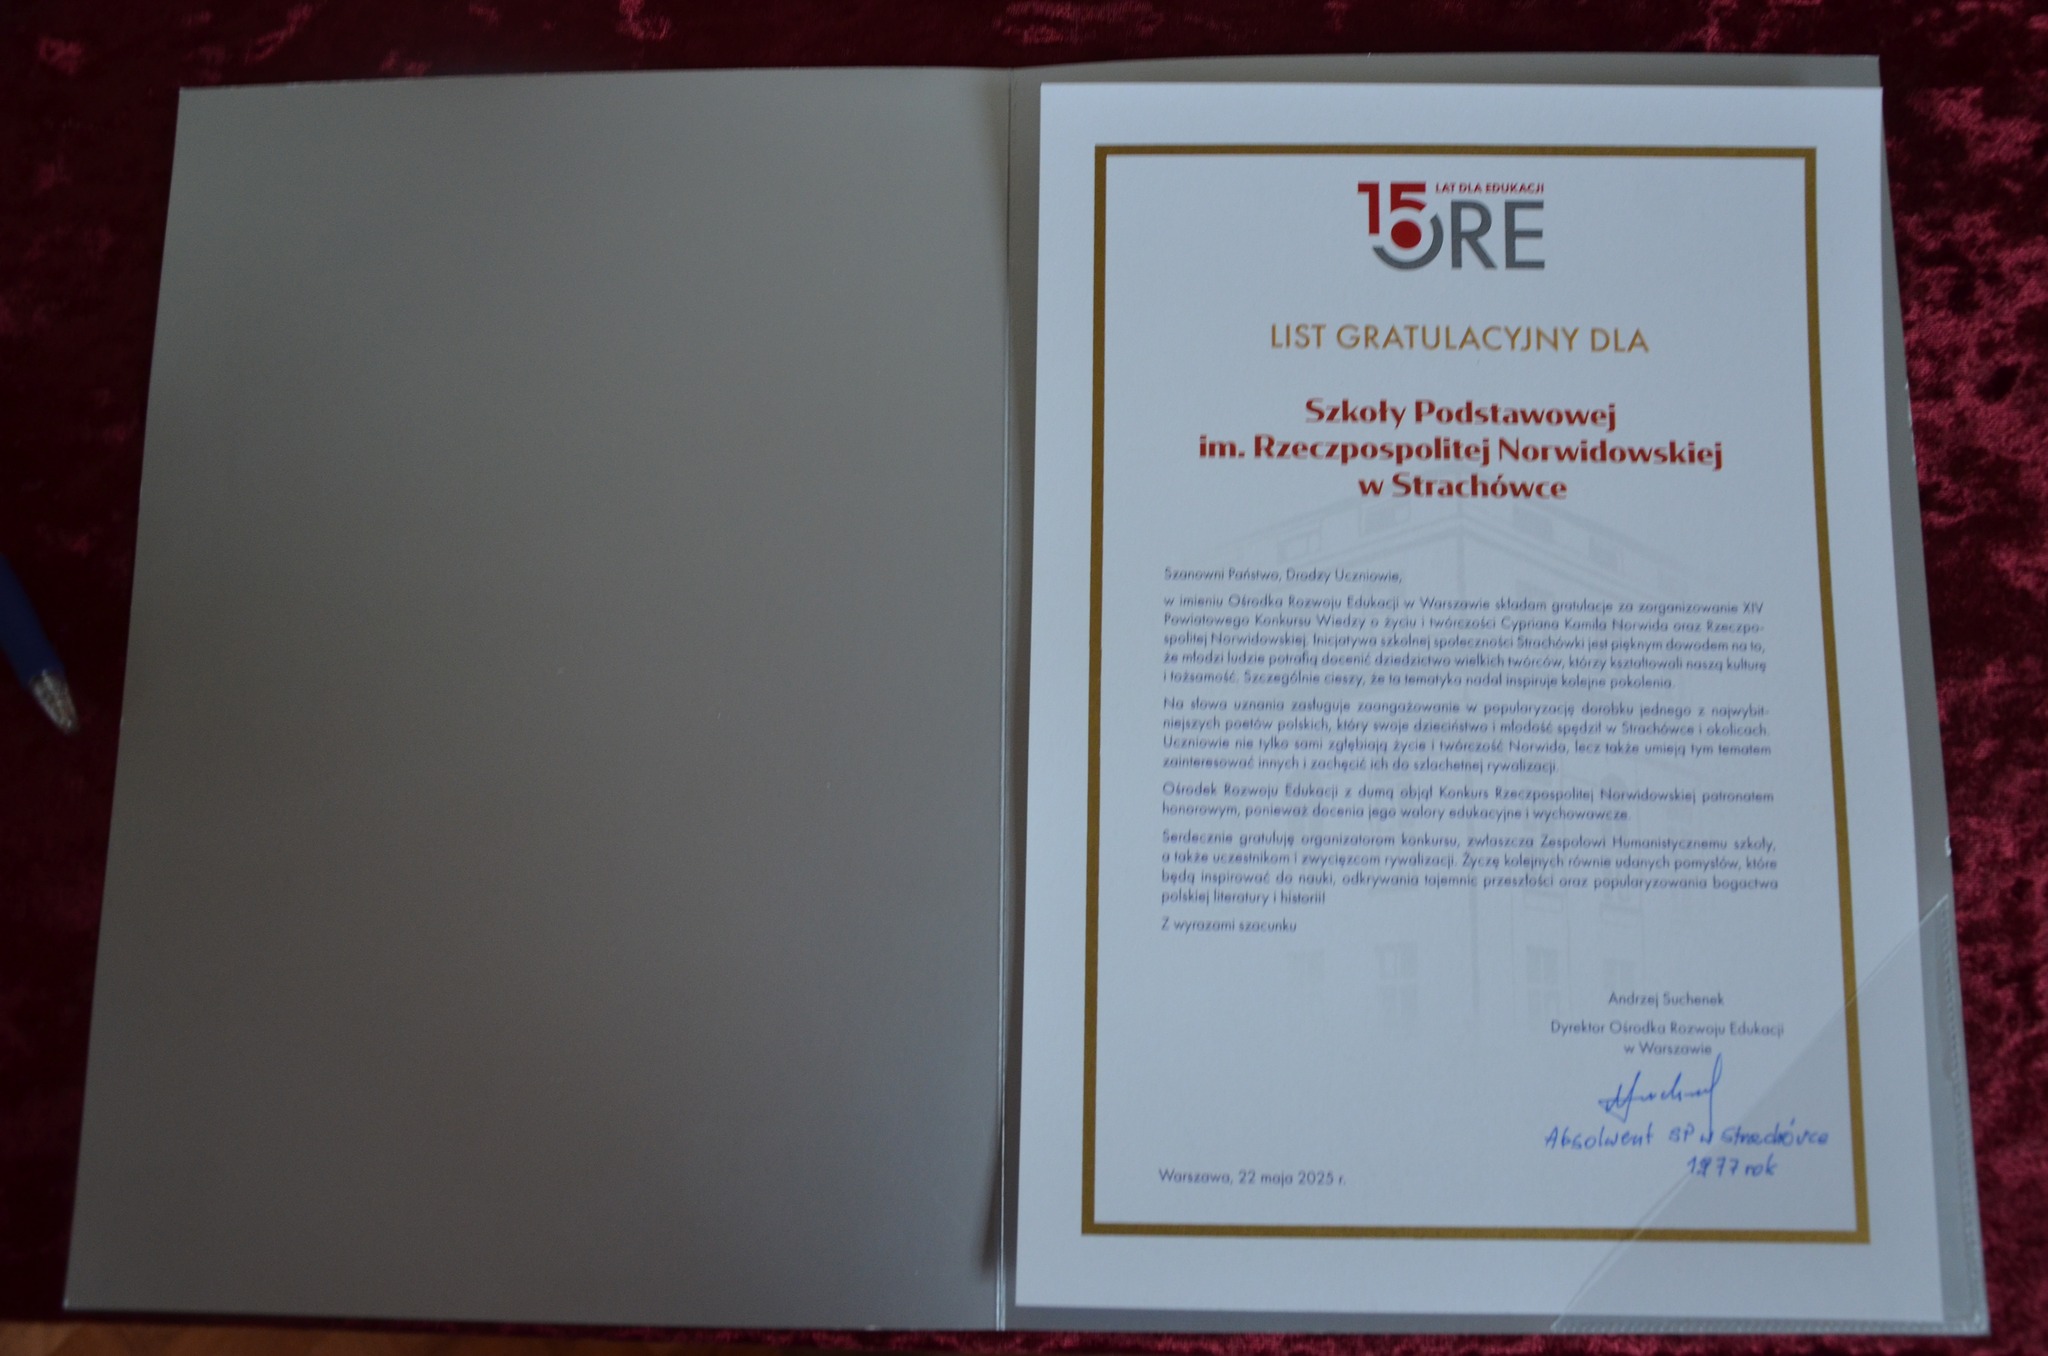 15 LAT DLA EDUKACJI
ORE
LIST GRATULACYJNY DLA
Szkoły Podstawowej
im. Rzeczpospolitej Norwidowskiej
w Strachówce
Szanowni Państwo, Drodzy Uczniowie,
w imieniu Ośrodka Rozwoju Edukacji w Warszawie składam gratulacje za zorganizowanie XIV
Powiatowego Konkursu Wiedzy o życiu i twórczości Cypriana Kamila Norwida oraz Rzeczpo-
spolitej Norwidowskiej. Inicjatywa szkolnej społeczności Strachówki jest pięknym dowodem na to,
że młodzi ludzie potrafią docenić dziedzictwo wielkich twórców, którzy kształtowali naszą kulturę
i tożsamość. Szczególnie cieszy, że ta tematyka nadal inspiruje kolejne pokolenia.
Na słowa uznania zasługuje zaangażowanie w popularyzację dorobku jednego z najwybit-
niejszych poetów polskich, który swoje dzieciństwo i młodość spędził w Strachówce i okolicach.
Uczniowie nie tylko sami zgłębiają życie i twórczość Norwida, lecz także umieją tym tematem
zainteresować innych i zachęcić ich do szlachetnej rywalizacji.
Ośrodek Rozwoju Edukacji z dumą objął Konkurs Rzeczpospolitej Norwidowskiej patronatem
honorowym, ponieważ docenia jego walory edukacyjne i wychowawcze.
Serdecznie gratuluję organizatorom konkursu, zwłaszcza Zespołowi Humanistycznemu szkoły,
a także uczestnikom i zwycięzcom rywalizacji. Życzę kolejnych równie udanych pomysłów, które
będą inspirować do nauki, odkrywania tajemnic przeszłości oraz popularyzowania bogactwa
polskiej literatury i historii!
Z wyrazami szacunku
Andrzej Suchenek
Dyrektor Ośrodka Rozwoju Edukacji
w Warszawie
Absolwent SP w Strachówce
1977 rok
Warszawa, 22 maja 2025 r.